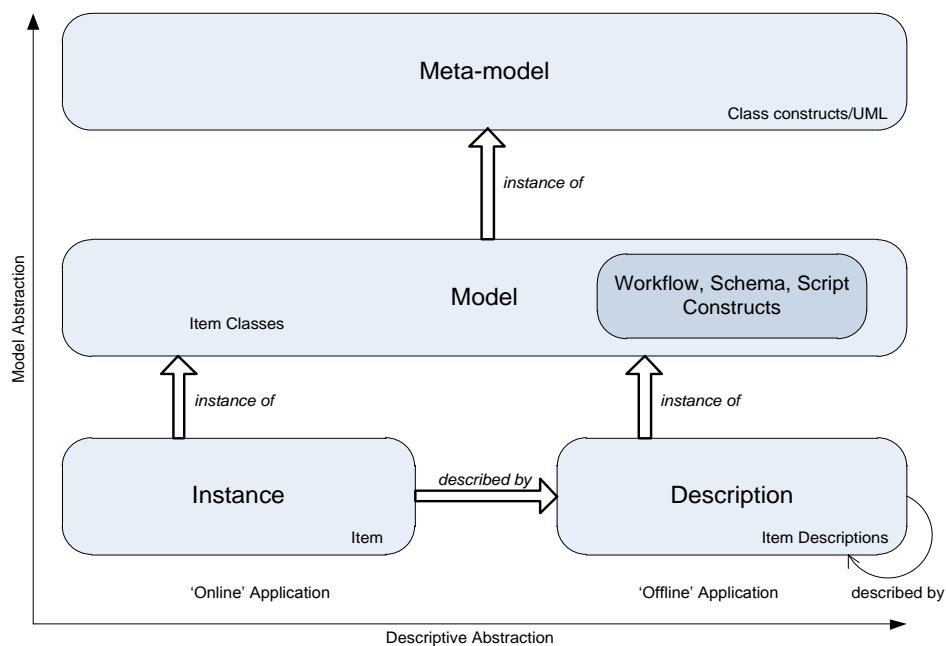 Meta-model
Class constructs/UML
instance of
Model Abstraction
Model
Workflow, Schema, Script
Constructs
Item Classes
instance of
instance of
Instance
described by
Description
Item
Item Descriptions
‘Online’ Application
‘Offline’ Application
described by
Descriptive Abstraction